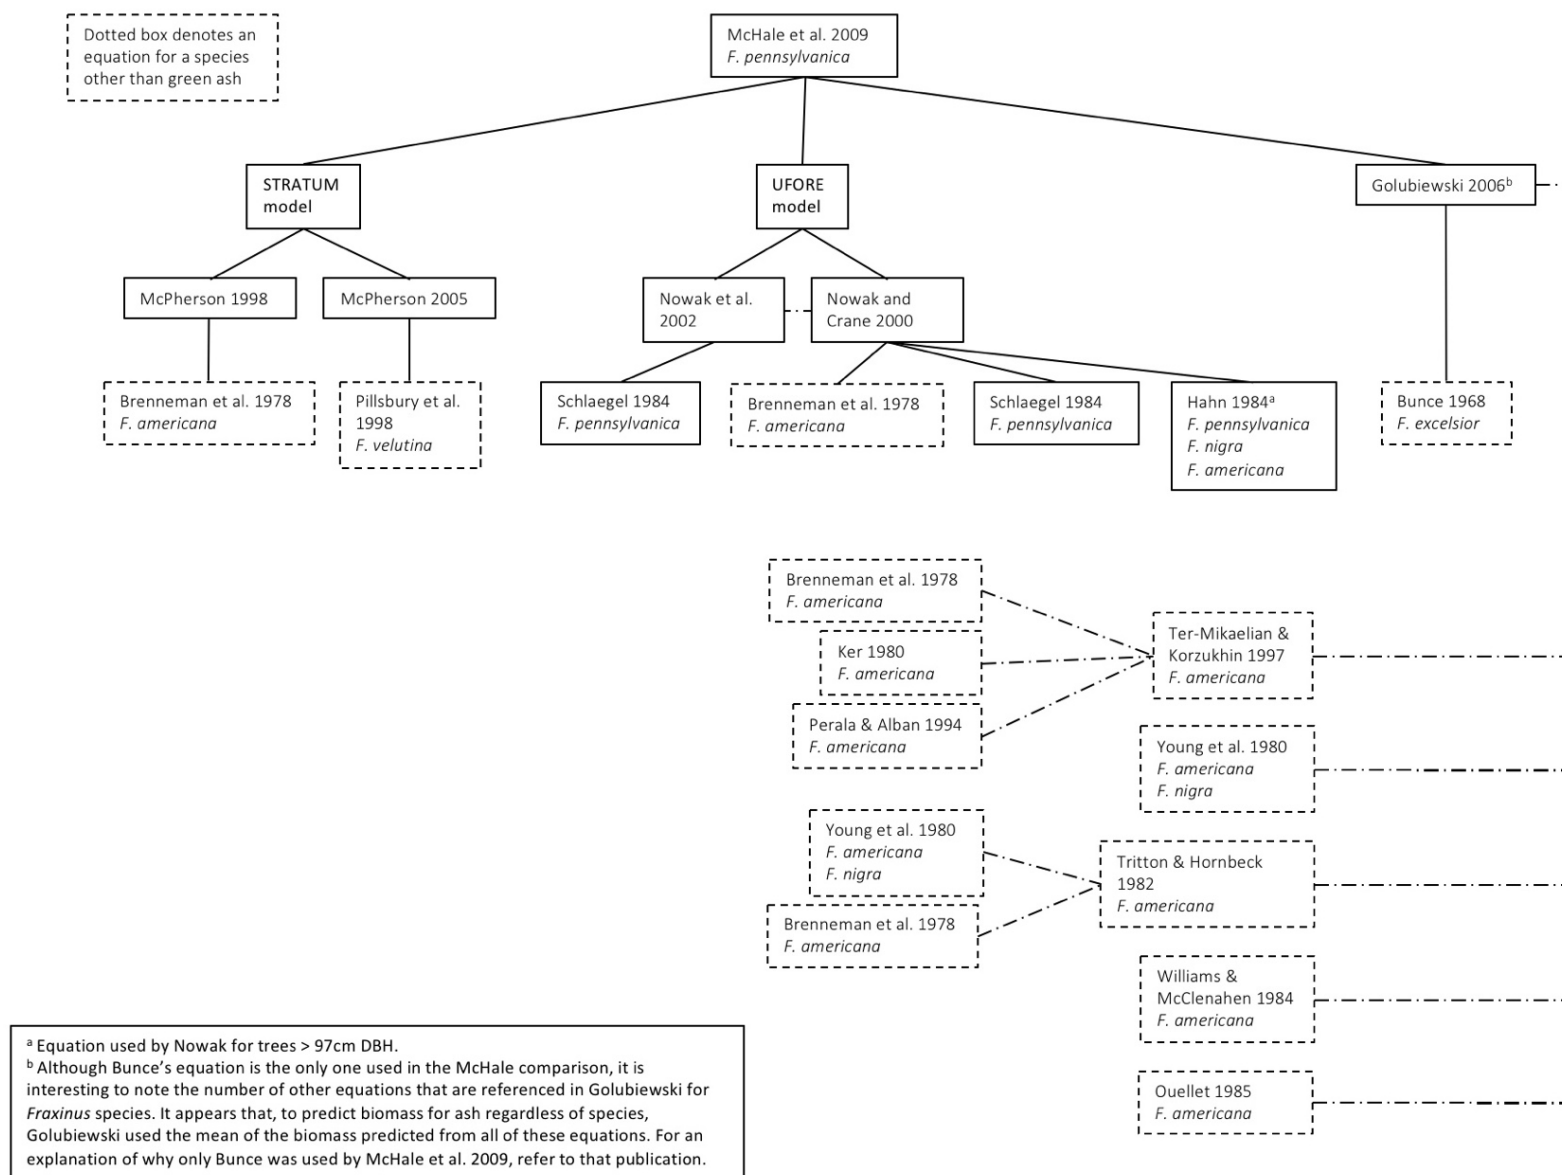 Dotted box denotes an
equation for a species
other than green ash
McHale et al. 2009
F. pennsylvanica
STRATUM
model
UFORE
model
Golubiewski 2006ᵇ
McPherson 1998
McPherson 2005
Nowak et al.
2002
Nowak and
Crane 2000
Brenneman et al. 1978
F. americana
Pillsbury et al.
1998
F. velutina
Schlaegel 1984
F. pennsylvanica
Brenneman et al. 1978
F. americana
Schlaegel 1984
F. pennsylvanica
Hahn 1984ᵃ
F. pennsylvanica
F. nigra
F. americana
Bunce 1968
F. excelsior
Brenneman et al. 1978
F. americana
Ker 1980
F. americana
Perala & Alban 1994
F. americana
Ter-Mikaelian &
Korzukhin 1997
F. americana
Young et al. 1980
F. americana
F. nigra
Young et al. 1980
F. americana
F. nigra
Brenneman et al. 1978
F. americana
Tritton & Hornbeck
1982
F. americana
Williams &
McClenahen 1984
F. americana
Ouellet 1985
F. americana
ᵃ Equation used by Nowak for trees > 97cm DBH.
ᵇ Although Bunce’s equation is the only one used in the McHale comparison, it is
interesting to note the number of other equations that are referenced in Golubiewski for
Fraxinus species. It appears that, to predict biomass for ash regardless of species,
Golubiewski used the mean of the biomass predicted from all of these equations. For an
explanation of why only Bunce was used by McHale et al. 2009, refer to that publication.